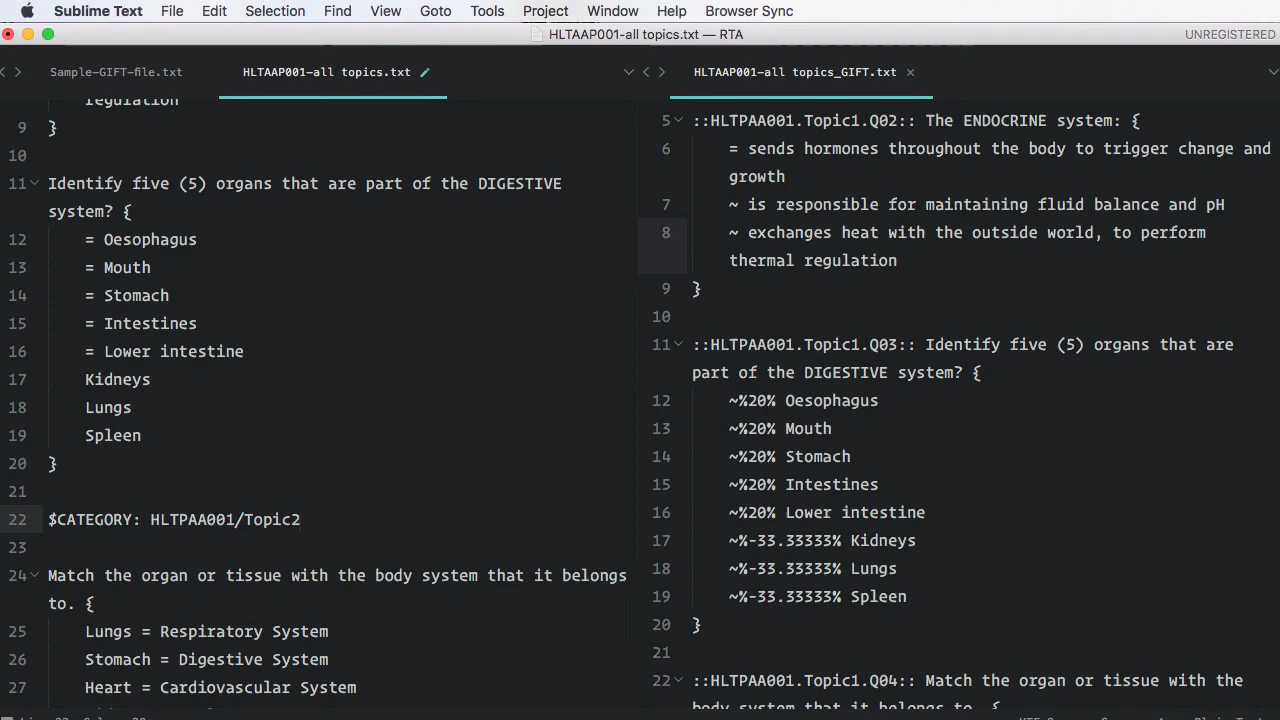 Sublime Text File Edit Selection Find View Goto Tools Project Window Help Browser Sync
HLTAAP001-all topics.txt — RTA
UNREGISTERED
Sample-GIFT-file.txt
HLTAAP001-all topics.txt
HLTAAP001-all topics_GIFT.txt ×
regulation
9 }
10
11 Identify five (5) organs that are part of the DIGESTIVE
system? {
12 = Oesophagus
13 = Mouth
14 = Stomach
15 = Intestines
16 = Lower intestine
17 Kidneys
18 Lungs
19 Spleen
20 }
21
22 $CATEGORY: HLTPAA001/Topic2
23
24 Match the organ or tissue with the body system that it belongs
to. {
25 Lungs = Respiratory System
26 Stomach = Digestive System
27 Heart = Cardiovascular System
5 ::HLTPAA001.Topic1.Q02:: The ENDOCRINE system: {
6 = sends hormones throughout the body to trigger change and
growth
7 ~ is responsible for maintaining fluid balance and pH
8 ~ exchanges heat with the outside world, to perform
thermal regulation
9 }
10
11 ::HLTPAA001.Topic1.Q03:: Identify five (5) organs that are
part of the DIGESTIVE system? {
12 ~%20% Oesophagus
13 ~%20% Mouth
14 ~%20% Stomach
15 ~%20% Intestines
16 ~%20% Lower intestine
17 ~%-33.33333% Kidneys
18 ~%-33.33333% Lungs
19 ~%-33.33333% Spleen
20 }
21
22 ::HLTPAA001.Topic1.Q04:: Match the organ or tissue with the
body system that it belongs to. {